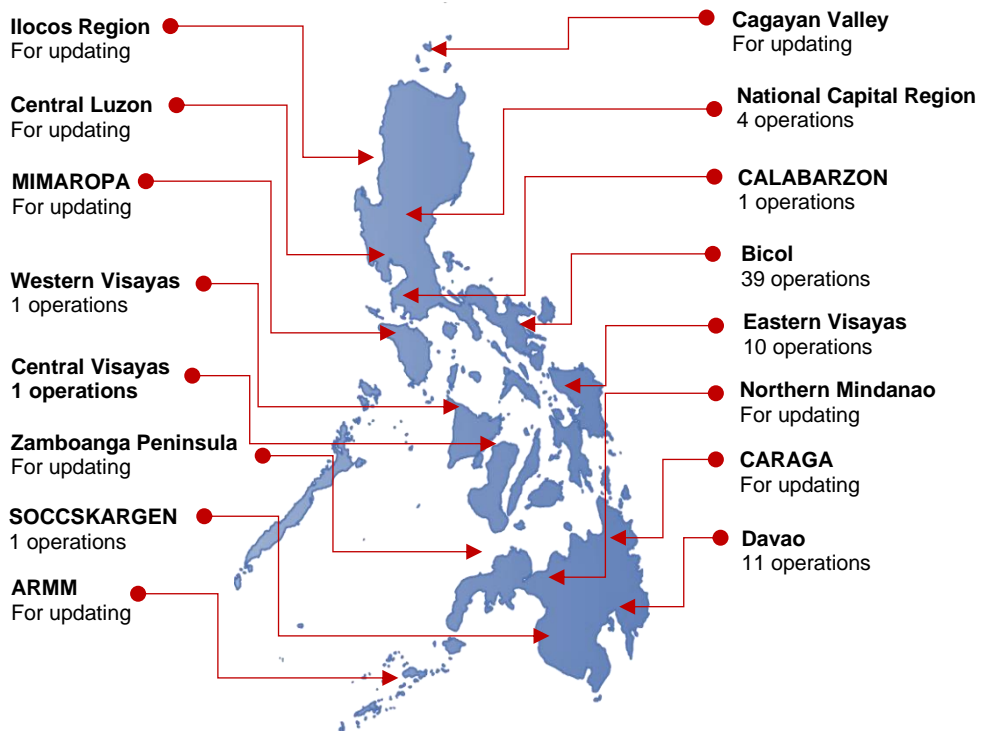 Ilocos Region
For updating
Central Luzon
For updating
MIMAROPA
For updating
Western Visayas
1 operations
Central Visayas
1 operations
Zamboanga Peninsula
For updating
SOCCSKARGEN
1 operations
ARMM
For updating
Cagayan Valley
For updating
National Capital Region
4 operations
CALABARZON
1 operations
Bicol
39 operations
Eastern Visayas
10 operations
Northern Mindanao
For updating
CARAGA
For updating
Davao
11 operations